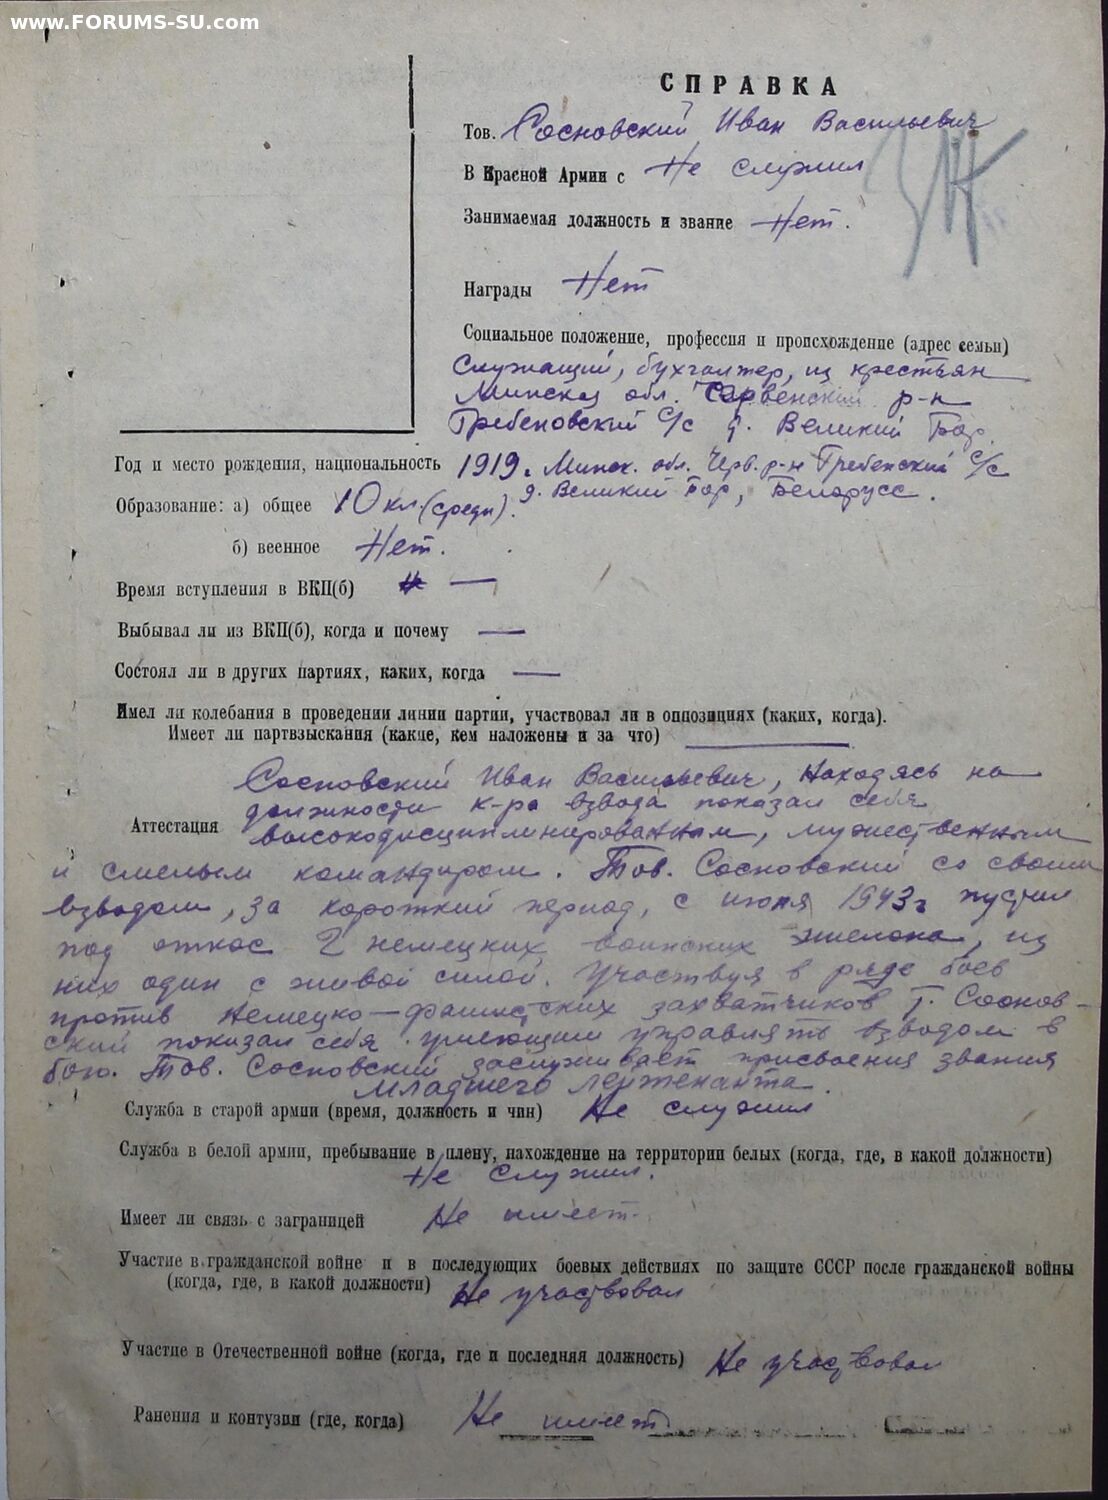 www.FORUMS-SU.com
СПРАВКА
Тов. Сосновский Иван Васильевич
В Красной Армии с Не служил
Занимаемая должность и звание Нет.
Награды Нет
Социальное положение, профессия и происхождение (адрес семьи)
Служащий, бухгалтер, из крестьян
Минская обл. Червенский р-н
Гребеновский С/с д. Великий Бор.
Год и место рождения, национальность 1919г. Минск. обл. Черв. р-н Гребенский С/с
д. Великий Бор, Белорусс.
Образование: а) общее 10 кл. (средн).
б) веенное Нет.
Время вступления в ВКП(б) —
Выбывал ли из ВКП(б), когда и почему —
Состоял ли в других партиях, каких, когда —
Имел ли колебания в проведении линии партии, участвовал ли в оппозициях (каких, когда).
Имеет ли партвзыскания (какие, кем наложены и за что) —
Сосновский Иван Васильевич, находясь на
должности к-ра взвода показал себя
Аттестация высокодисциплинированным, мужественным
и смелым командиром. Тов. Сосновский со своим
взводом, за короткий период, с июня 1943г пустил
под откос 2 немецких воинских эшелона, из
них один с живой силой. Участвуя в ряде боев
против немецко-фашистских захватчиков т. Соснов-
ский показал себя умеющим управлять взводом в
бою. Тов. Сосновский заслуживает присвоения звания
младшего лейтенанта.
Служба в старой армии (время, должность и чин) Не служил
Служба в белой армии, пребывание в плену, нахождение на территории белых (когда, где, в какой должности)
Не служил.
Имеет ли связь с заграницей Не имеет.
Участие в гражданской войне и в последующих боевых действиях по защите СССР после гражданской войны
(когда, где, в какой должности) Не участвовал
Участие в Отечественной войне (когда, где и последняя должность) Не участвовал
Ранения и контузии (где, когда) Не имеет